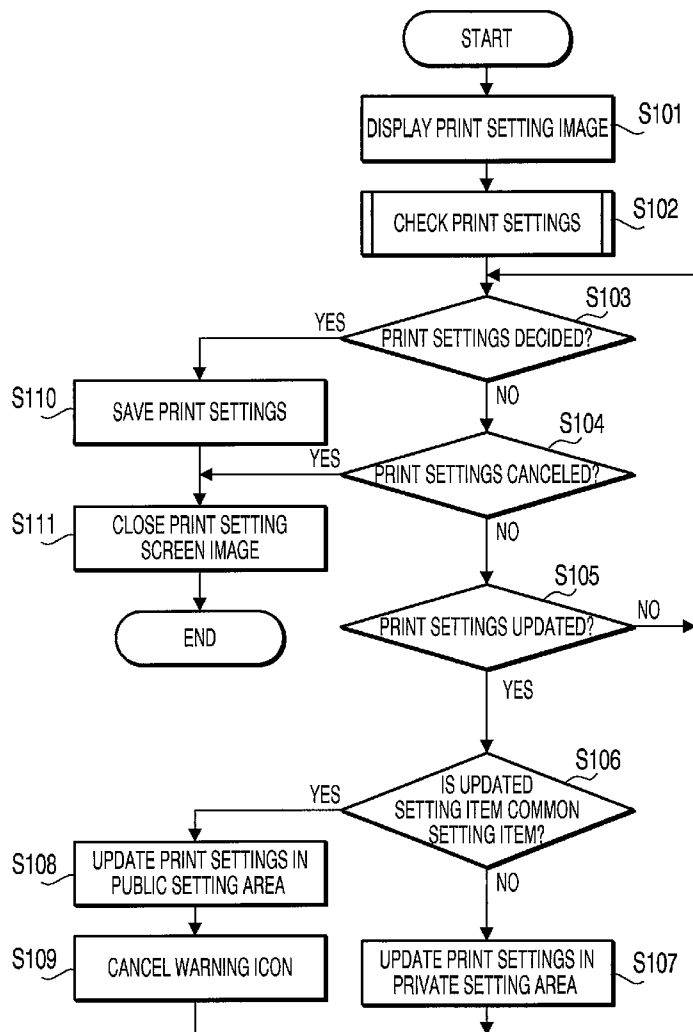 START
DISPLAY PRINT SETTING IMAGE
S101
CHECK PRINT SETTINGS
S102
S103
PRINT SETTINGS DECIDED?
YES
NO
S110
SAVE PRINT SETTINGS
S104
PRINT SETTINGS CANCELED?
YES
NO
S111
CLOSE PRINT SETTING
SCREEN IMAGE
END
S105
PRINT SETTINGS UPDATED?
NO
YES
S106
IS UPDATED
SETTING ITEM COMMON
SETTING ITEM?
YES
NO
S108
UPDATE PRINT SETTINGS IN
PUBLIC SETTING AREA
S109
CANCEL WARNING ICON
UPDATE PRINT SETTINGS IN
PRIVATE SETTING AREA
S107